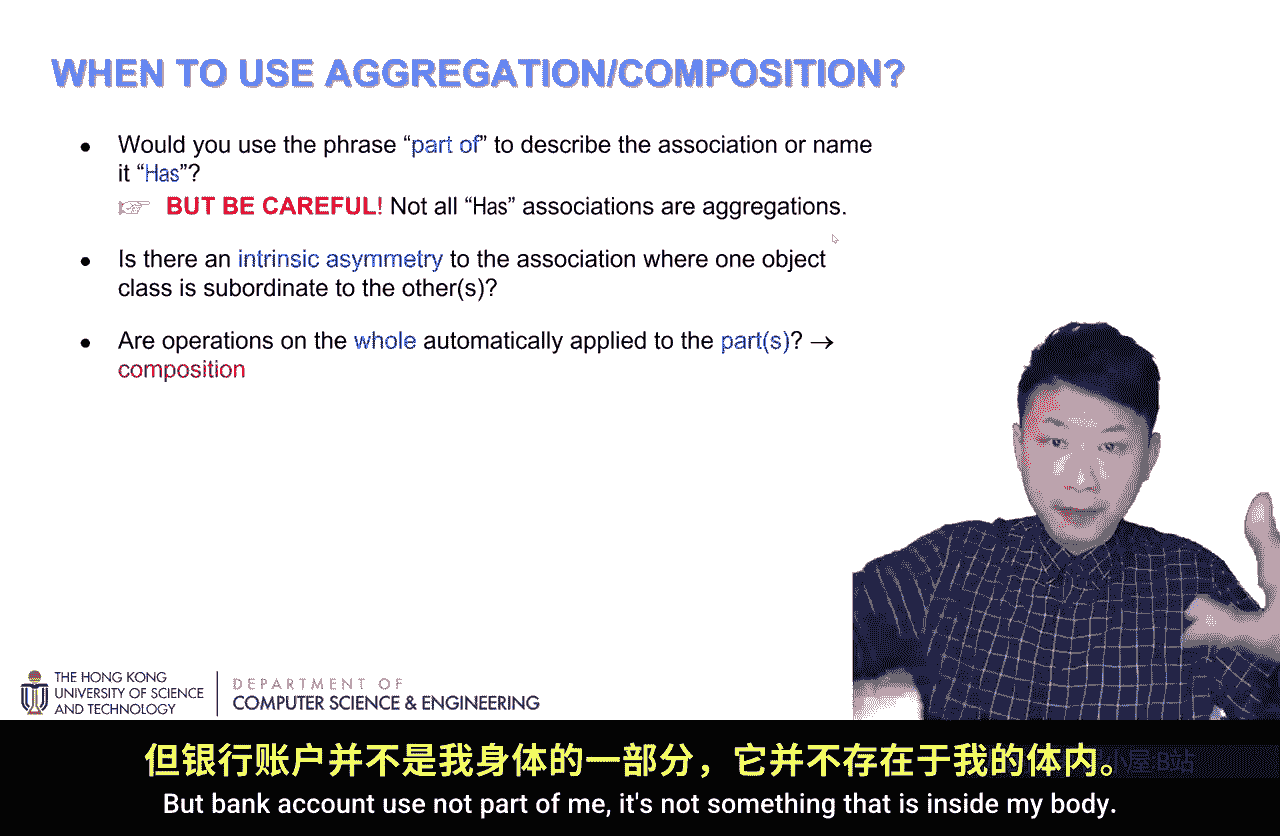 WHEN TO USE AGGREGATION/COMPOSITION?
● Would you use the phrase “part of” to describe the association or name
it “Has”?
☞ BUT BE CAREFUL! Not all “Has” associations are aggregations.
● Is there an intrinsic asymmetry to the association where one object
class is subordinate to the other(s)?
● Are operations on the whole automatically applied to the part(s)? →
composition
THE HONG KONG
UNIVERSITY OF SCIENCE
AND TECHNOLOGY
DEPARTMENT OF
COMPUTER SCIENCE & ENGINEERING
但银行账户并不是我身体的一部分，它并不存在于我的体内。
小屋 B站
But bank account use not part of me, it's not something that is inside my body.